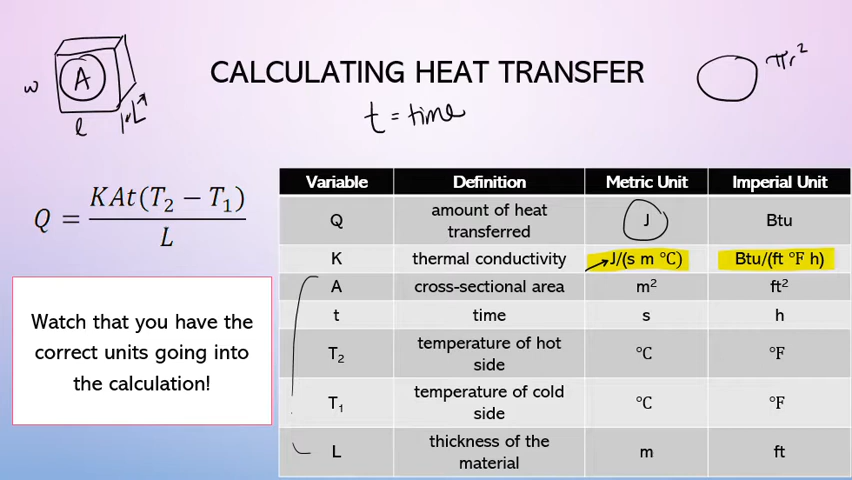 CALCULATING HEAT TRANSFER
A
w
l
L
t = time
πr²
Q = KAt(T₂ − T₁) / L
Watch that you have the
correct units going into
the calculation!
Variable Definition Metric Unit Imperial Unit
Q amount of heat transferred J Btu
K thermal conductivity J/(s m °C) Btu/(ft °F h)
A cross-sectional area m² ft²
t time s h
T₂ temperature of hot side °C °F
T₁ temperature of cold side °C °F
L thickness of the material m ft